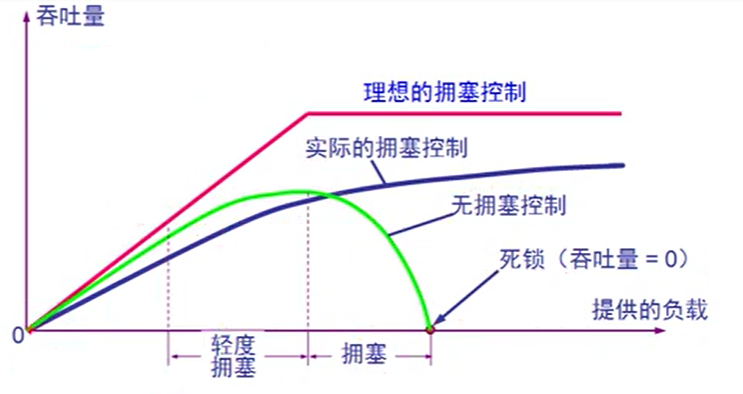 吞吐量
理想的拥塞控制
实际的拥塞控制
无拥塞控制
死锁（吞吐量 = 0）
提供的负载
0
轻度
拥塞
拥塞